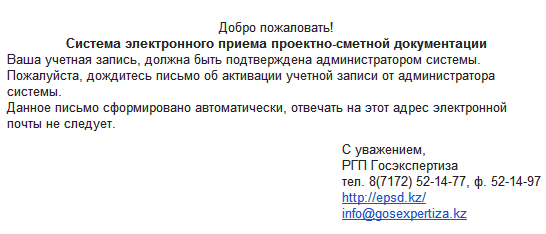 Добро пожаловать!
Система электронного приема проектно-сметной документации
Ваша учетная запись, должна быть подтверждена администратором системы.
Пожалуйста, дождитесь письмо об активации учетной записи от администратора
системы.
Данное письмо сформировано автоматически, отвечать на этот адрес электронной
почты не следует.
С уважением,
РГП Госэкспертиза
тел. 8(7172) 52-14-77, ф. 52-14-97
http://epsd.kz/
info@gosexpertiza.kz